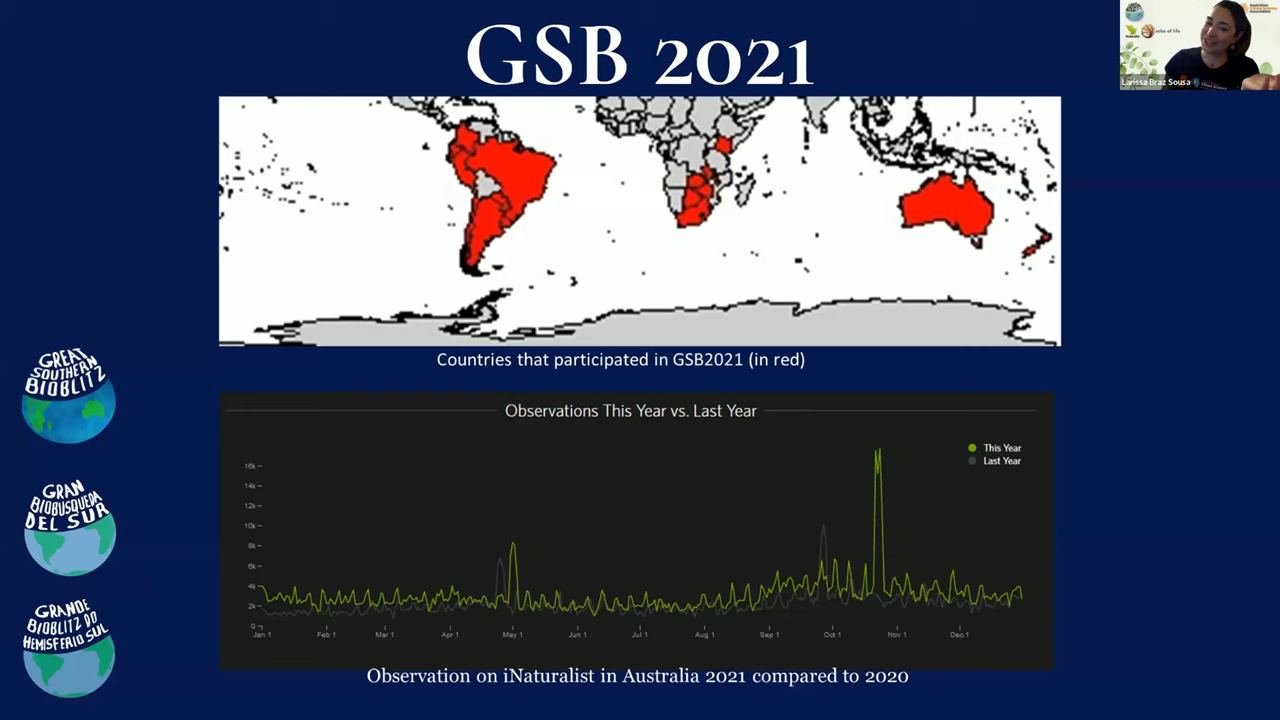 GSB 2021
Larissa Braz Sousa
Countries that participated in GSB2021 (in red)
GREAT
SOUTHERN
BIOBLITZ
GRAN
BIOBUSQUEDA
DEL SUR
GRANDE
BIOBLITZ DO
HEMISFERIO SUL
Observations This Year vs. Last Year
This Year
Last Year
16k
14k
12k
10k
8k
6k
4k
2k
0
Jan 1 Feb 1 Mar 1 Apr 1 May 1 Jun 1 Jul 1 Aug 1 Sep 1 Oct 1 Nov 1 Dec 1
Observation on iNaturalist in Australia 2021 compared to 2020